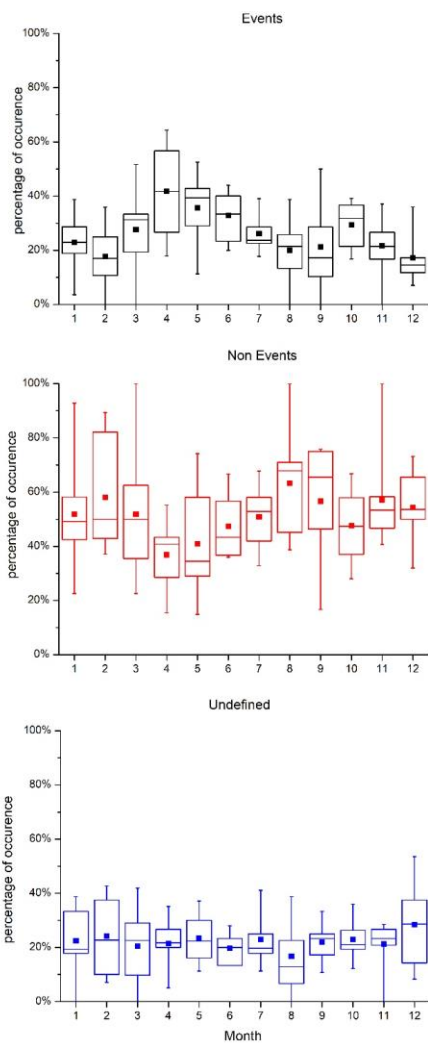 Events
percentage of occurence
100%
80%
60%
40%
20%
0%
1 2 3 4 5 6 7 8 9 10 11 12
Non Events
percentage of occurence
100%
80%
60%
40%
20%
0%
1 2 3 4 5 6 7 8 9 10 11 12
Undefined
percentage of occurence
100%
80%
60%
40%
20%
0%
1 2 3 4 5 6 7 8 9 10 11 12
Month